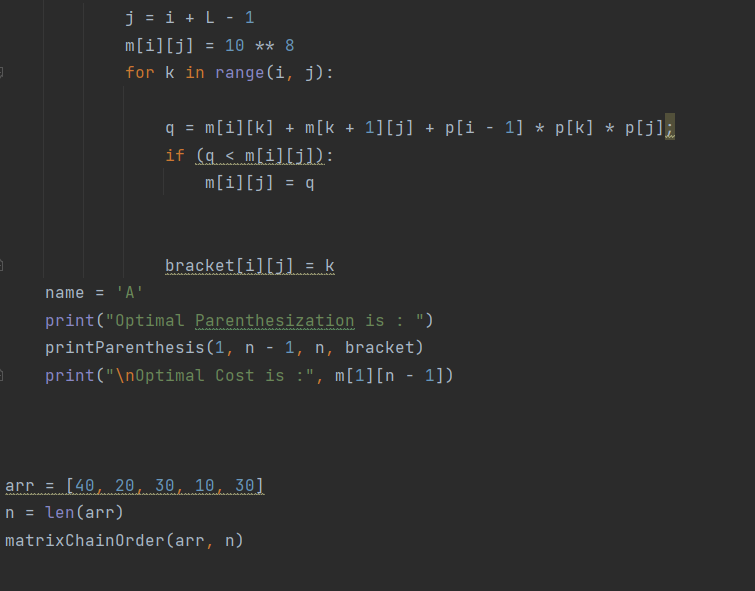 j = i + L - 1
m[i][j] = 10 ** 8
for k in range(i, j):
q = m[i][k] + m[k + 1][j] + p[i - 1] * p[k] * p[j];
if (q < m[i][j]):
m[i][j] = q
bracket[i][j] = k
name = 'A'
print("Optimal Parenthesization is : ")
printParenthesis(1, n - 1, n, bracket)
print("\nOptimal Cost is :", m[1][n - 1])
arr = [40, 20, 30, 10, 30]
n = len(arr)
matrixChainOrder(arr, n)